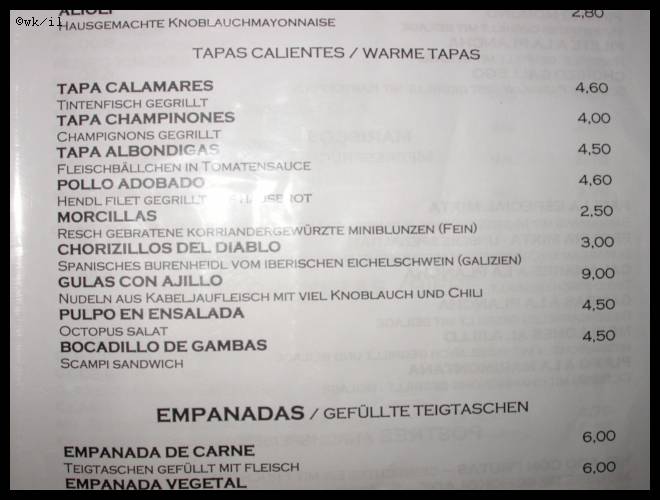 ©wk/il
ALIOLI 2,80
HAUSGEMACHTE KNOBLAUCHMAYONNAISE
TAPAS CALIENTES / WARME TAPAS
TAPA CALAMARES 4,60
TINTENFISCH GEGRILLT
TAPA CHAMPINONES 4,00
CHAMPIGNONS GEGRILLT
TAPA ALBONDIGAS 4,50
FLEISCHBÄLLCHEN IN TOMATENSAUCE
POLLO ADOBADO 4,60
HENDL FILET GEGRILLT
MORCILLAS 2,50
RESCH GEBRATENE KORRIANDERGEWÜRZTE MINIBLUNZEN (FEIN)
CHORIZILLOS DEL DIABLO 3,00
SPANISCHES BURENHEIDL VOM IBERISCHEN EICHELSCHWEIN (GALIZIEN)
GULAS CON AJILLO 9,00
NUDELN AUS KABELJAUFLEISCH MIT VIEL KNOBLAUCH UND CHILI
PULPO EN ENSALADA 4,50
OCTOPUS SALAT
BOCADILLO DE GAMBAS 4,50
SCAMPI SANDWICH
EMPANADAS / GEFÜLLTE TEIGTASCHEN
EMPANADA DE CARNE 6,00
TEIGTASCHEN GEFÜLLT MIT FLEISCH
EMPANADA VEGETAL 6,00